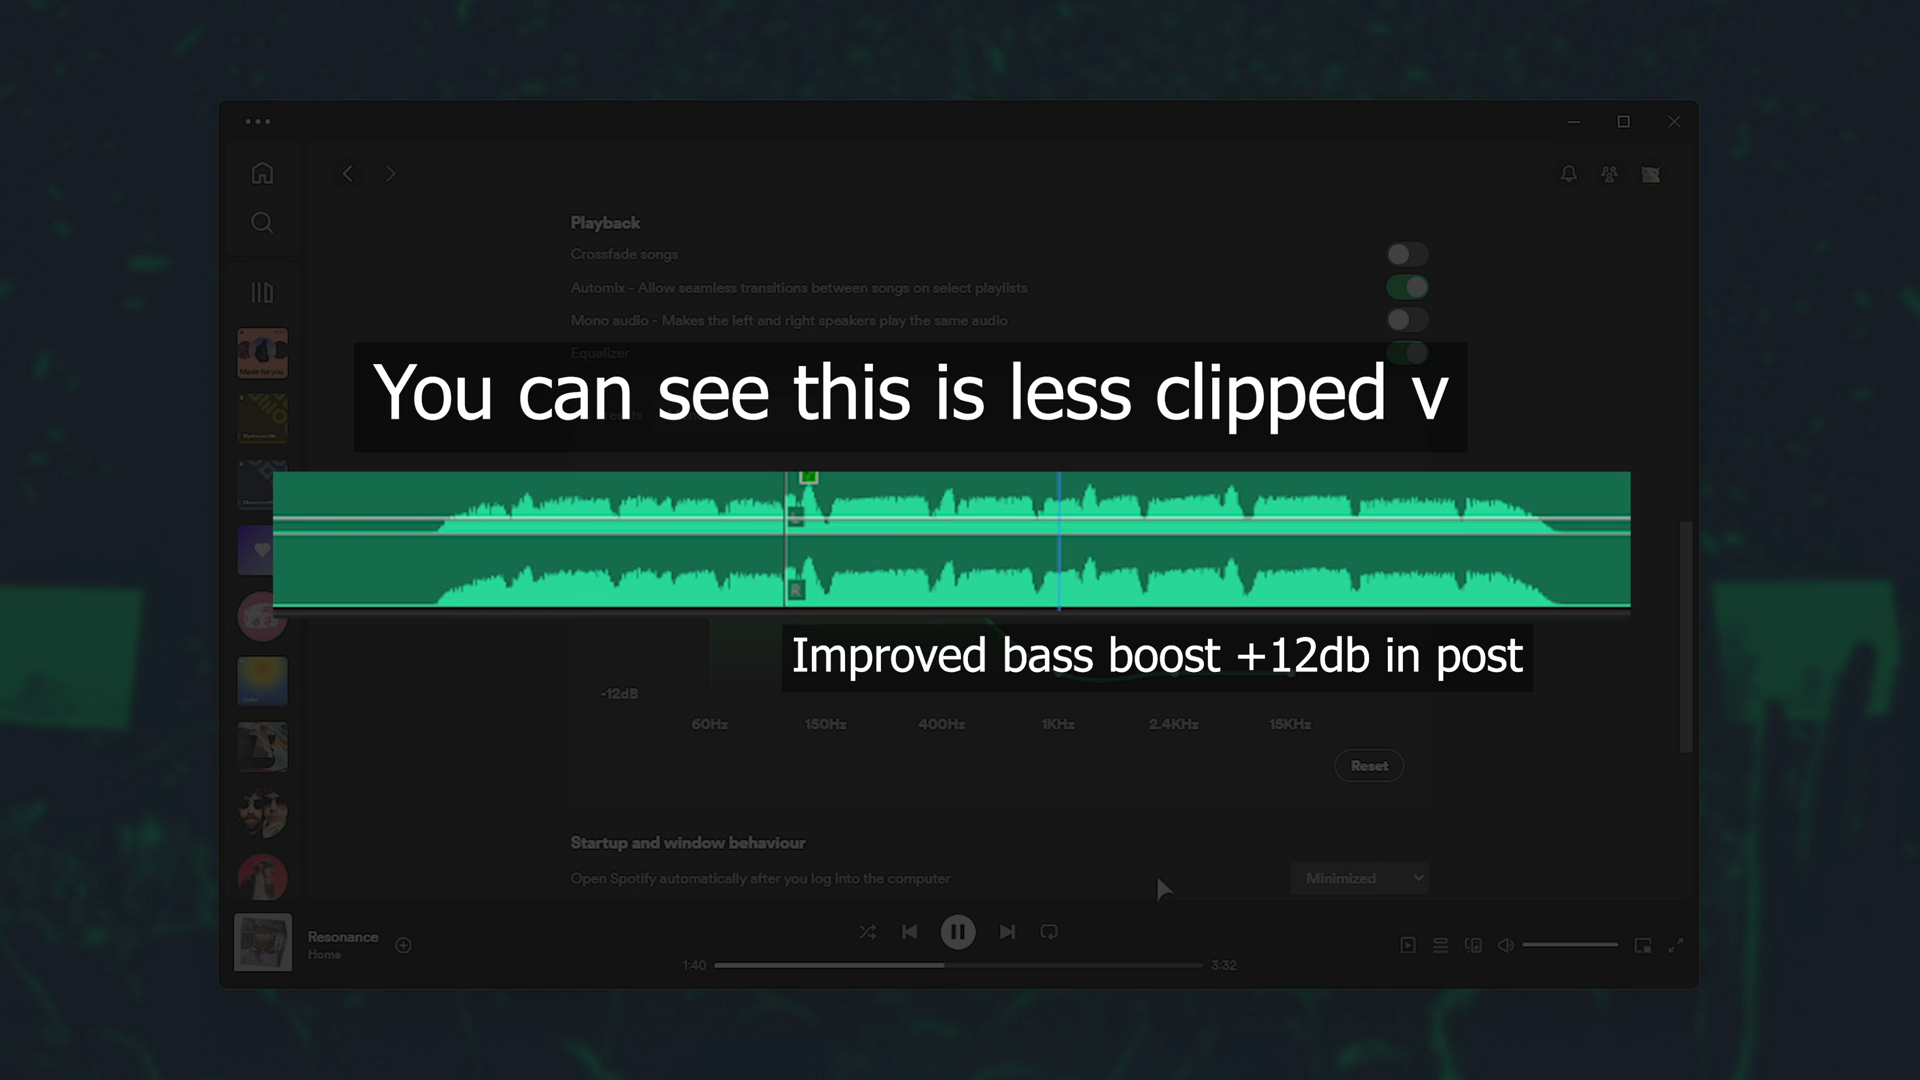 Playback
Crossfade songs
Automix - Allow seamless transitions between songs on select playlists
Mono audio - Makes the left and right speakers play the same audio
Equalizer
You can see this is less clipped v
R
Improved bass boost +12db in post
-12dB
60Hz 150Hz 400Hz 1KHz 2.4KHz 15KHz
Reset
Startup and window behaviour
Open Spotify automatically after you log into the computer
Minimized
Resonance
Home
1:40
3:32
Made for you